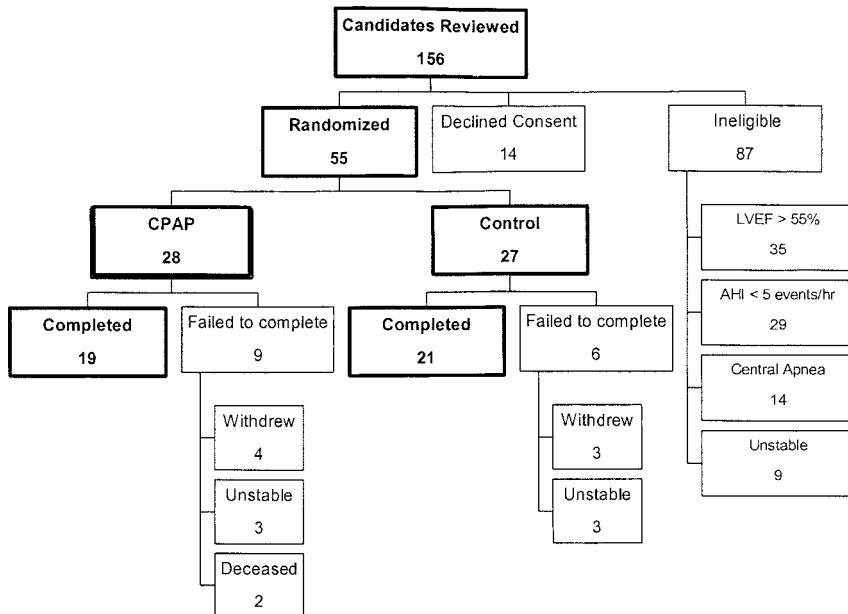 Candidates Reviewed
156
Randomized
55
Declined Consent
14
Ineligible
87
CPAP
28
Control
27
LVEF > 55%
35
AHI < 5 events/hr
29
Central Apnea
14
Unstable
9
Completed
19
Failed to complete
9
Completed
21
Failed to complete
6
Withdrew
4
Unstable
3
Deceased
2
Withdrew
3
Unstable
3